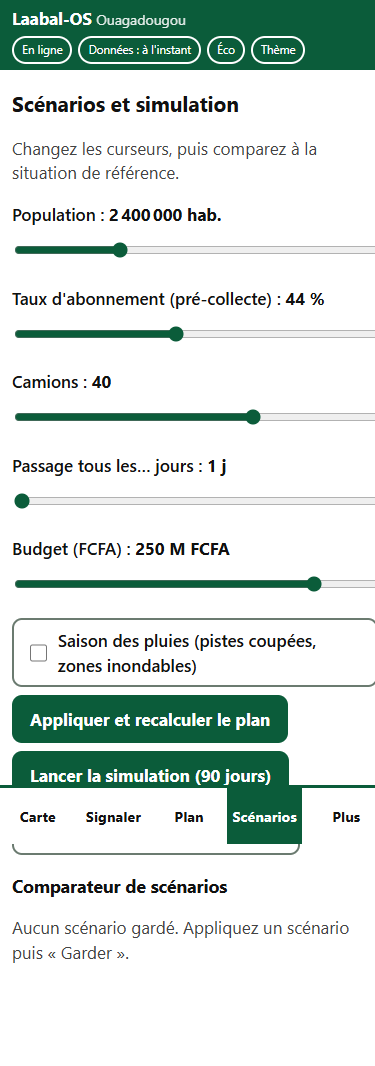 Laabal-OS Ouagadougou
En ligne
Données : à l'instant
Éco
Thème
Scénarios et simulation
Changez les curseurs, puis comparez à la
situation de référence.
Population : 2 400 000 hab.
Taux d'abonnement (pré-collecte) : 44 %
Camions : 40
Passage tous les… jours : 1 j
Budget (FCFA) : 250 M FCFA
Saison des pluies (pistes coupées,
zones inondables)
Appliquer et recalculer le plan
Lancer la simulation (90 jours)
Carte
Signaler
Plan
Scénarios
Plus
Comparateur de scénarios
Aucun scénario gardé. Appliquez un scénario
puis « Garder ».